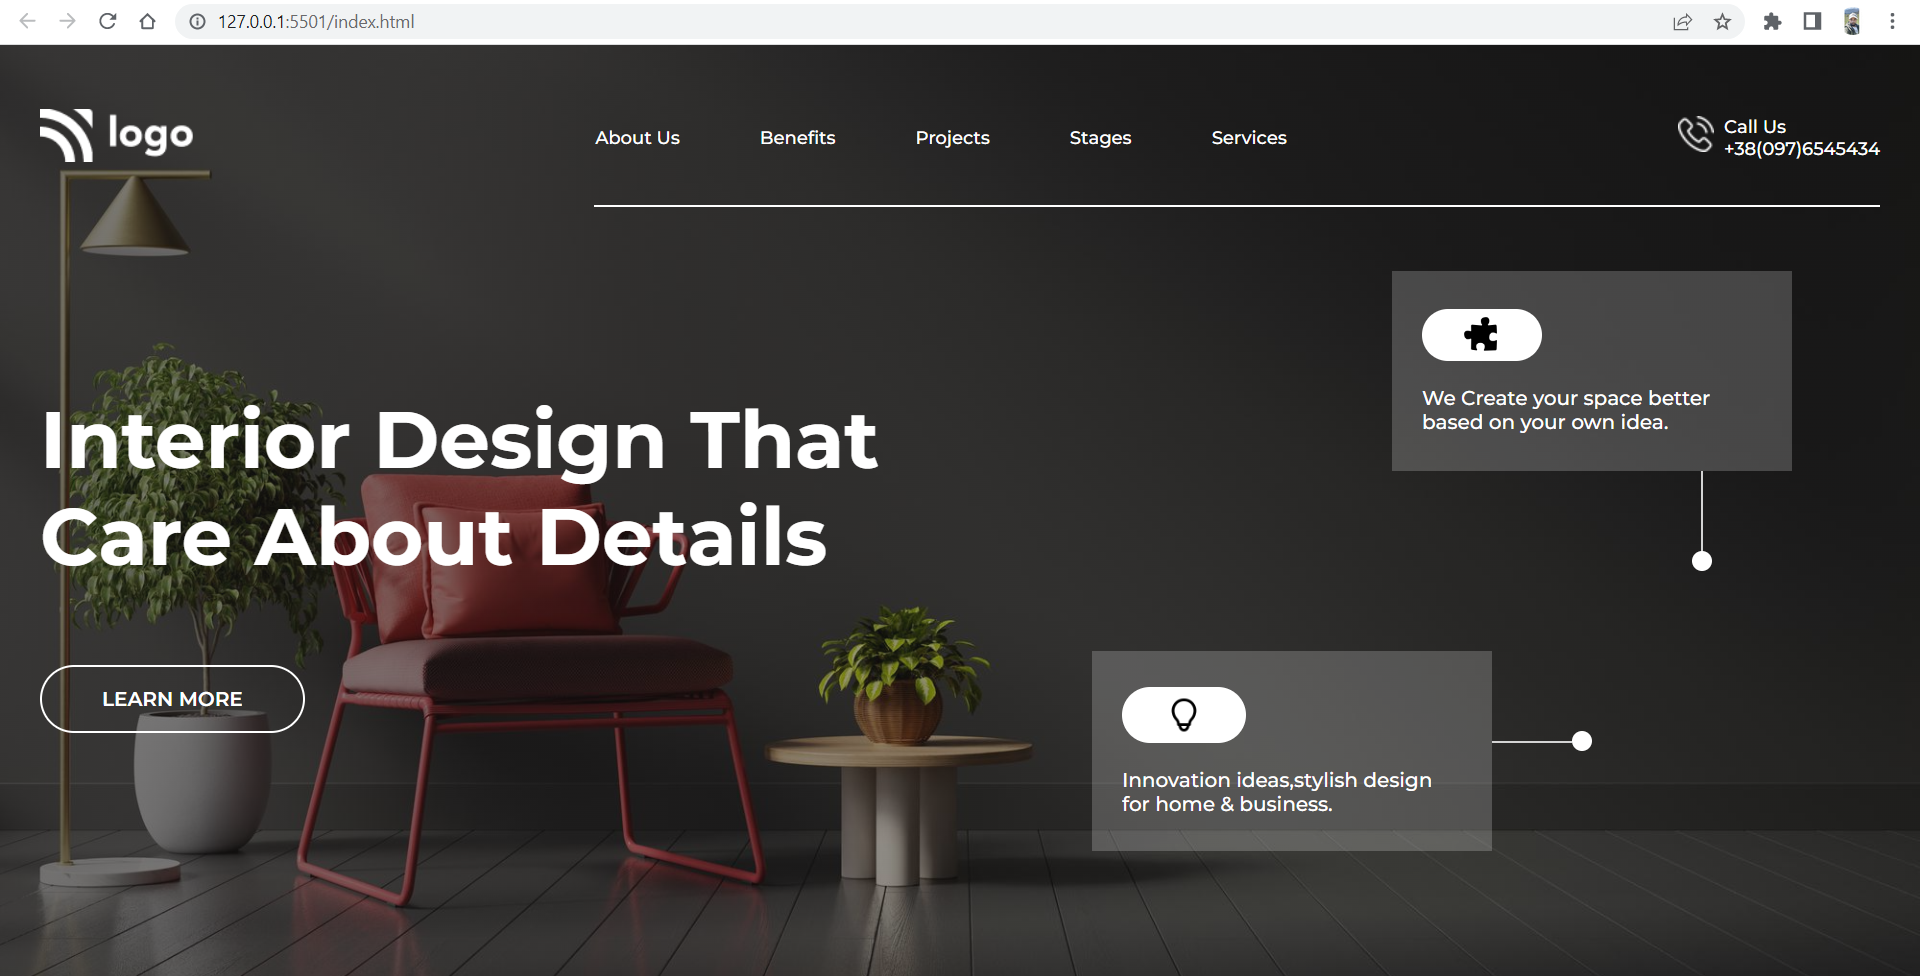 127.0.0.1:5501/index.html
logo
About Us
Benefits
Projects
Stages
Services
Call Us
+38(097)6545434
We Create your space better
based on your own idea.
Interior Design That
Care About Details
LEARN MORE
Innovation ideas,stylish design
for home & business.